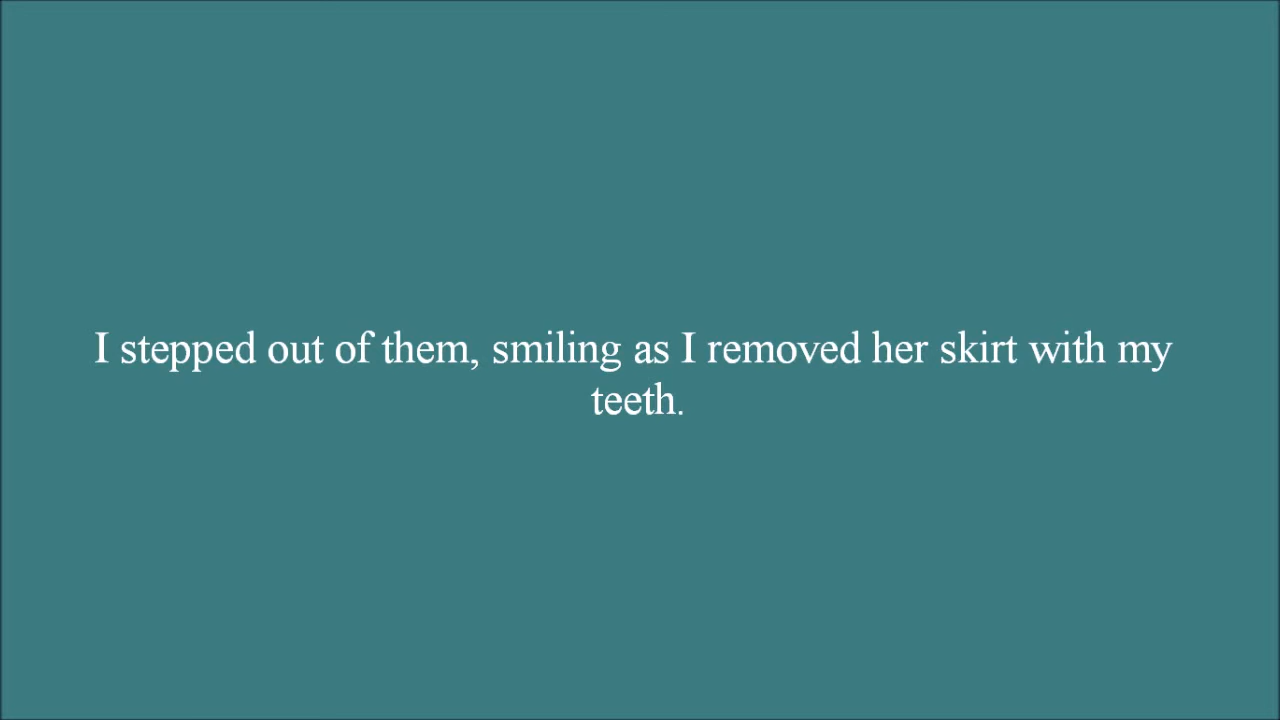 I stepped out of them, smiling as I removed her skirt with my
teeth.